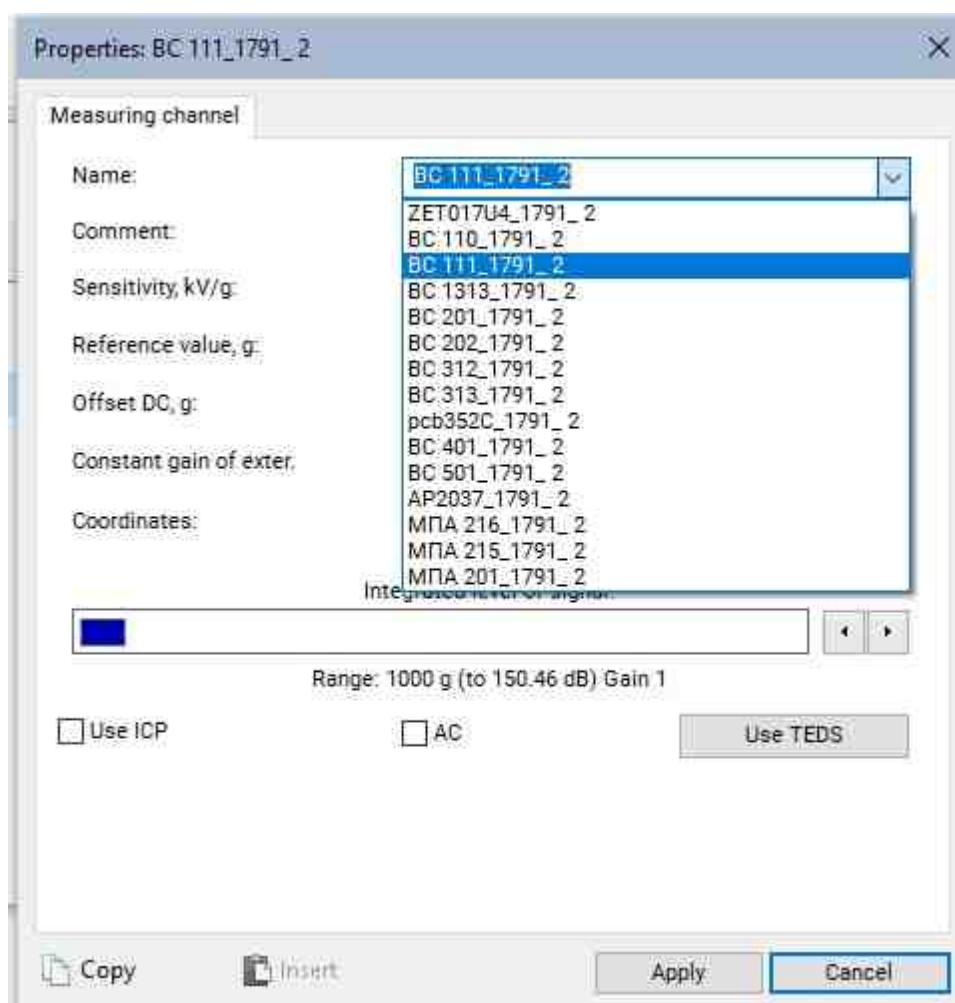 Properties: BC 111_1791_ 2
Measuring channel
Name:
BC 111_1791_ 2
ZET017U4_1791_ 2
BC 110_1791_ 2
BC 111_1791_ 2
BC 1313_1791_ 2
BC 201_1791_ 2
BC 202_1791_ 2
BC 312_1791_ 2
BC 313_1791_ 2
pcb352C_1791_ 2
BC 401_1791_ 2
BC 501_1791_ 2
AP2037_1791_ 2
МПА 216_1791_ 2
МПА 215_1791_ 2
МПА 201_1791_ 2
Comment:
Sensitivity, kV/g:
Reference value, g:
Offset DC, g:
Constant gain of exter.
Coordinates:
Integrated level of signal:
Range: 1000 g (to 150.46 dB) Gain 1
Use ICP
AC
Use TEDS
Copy
Insert
Apply
Cancel